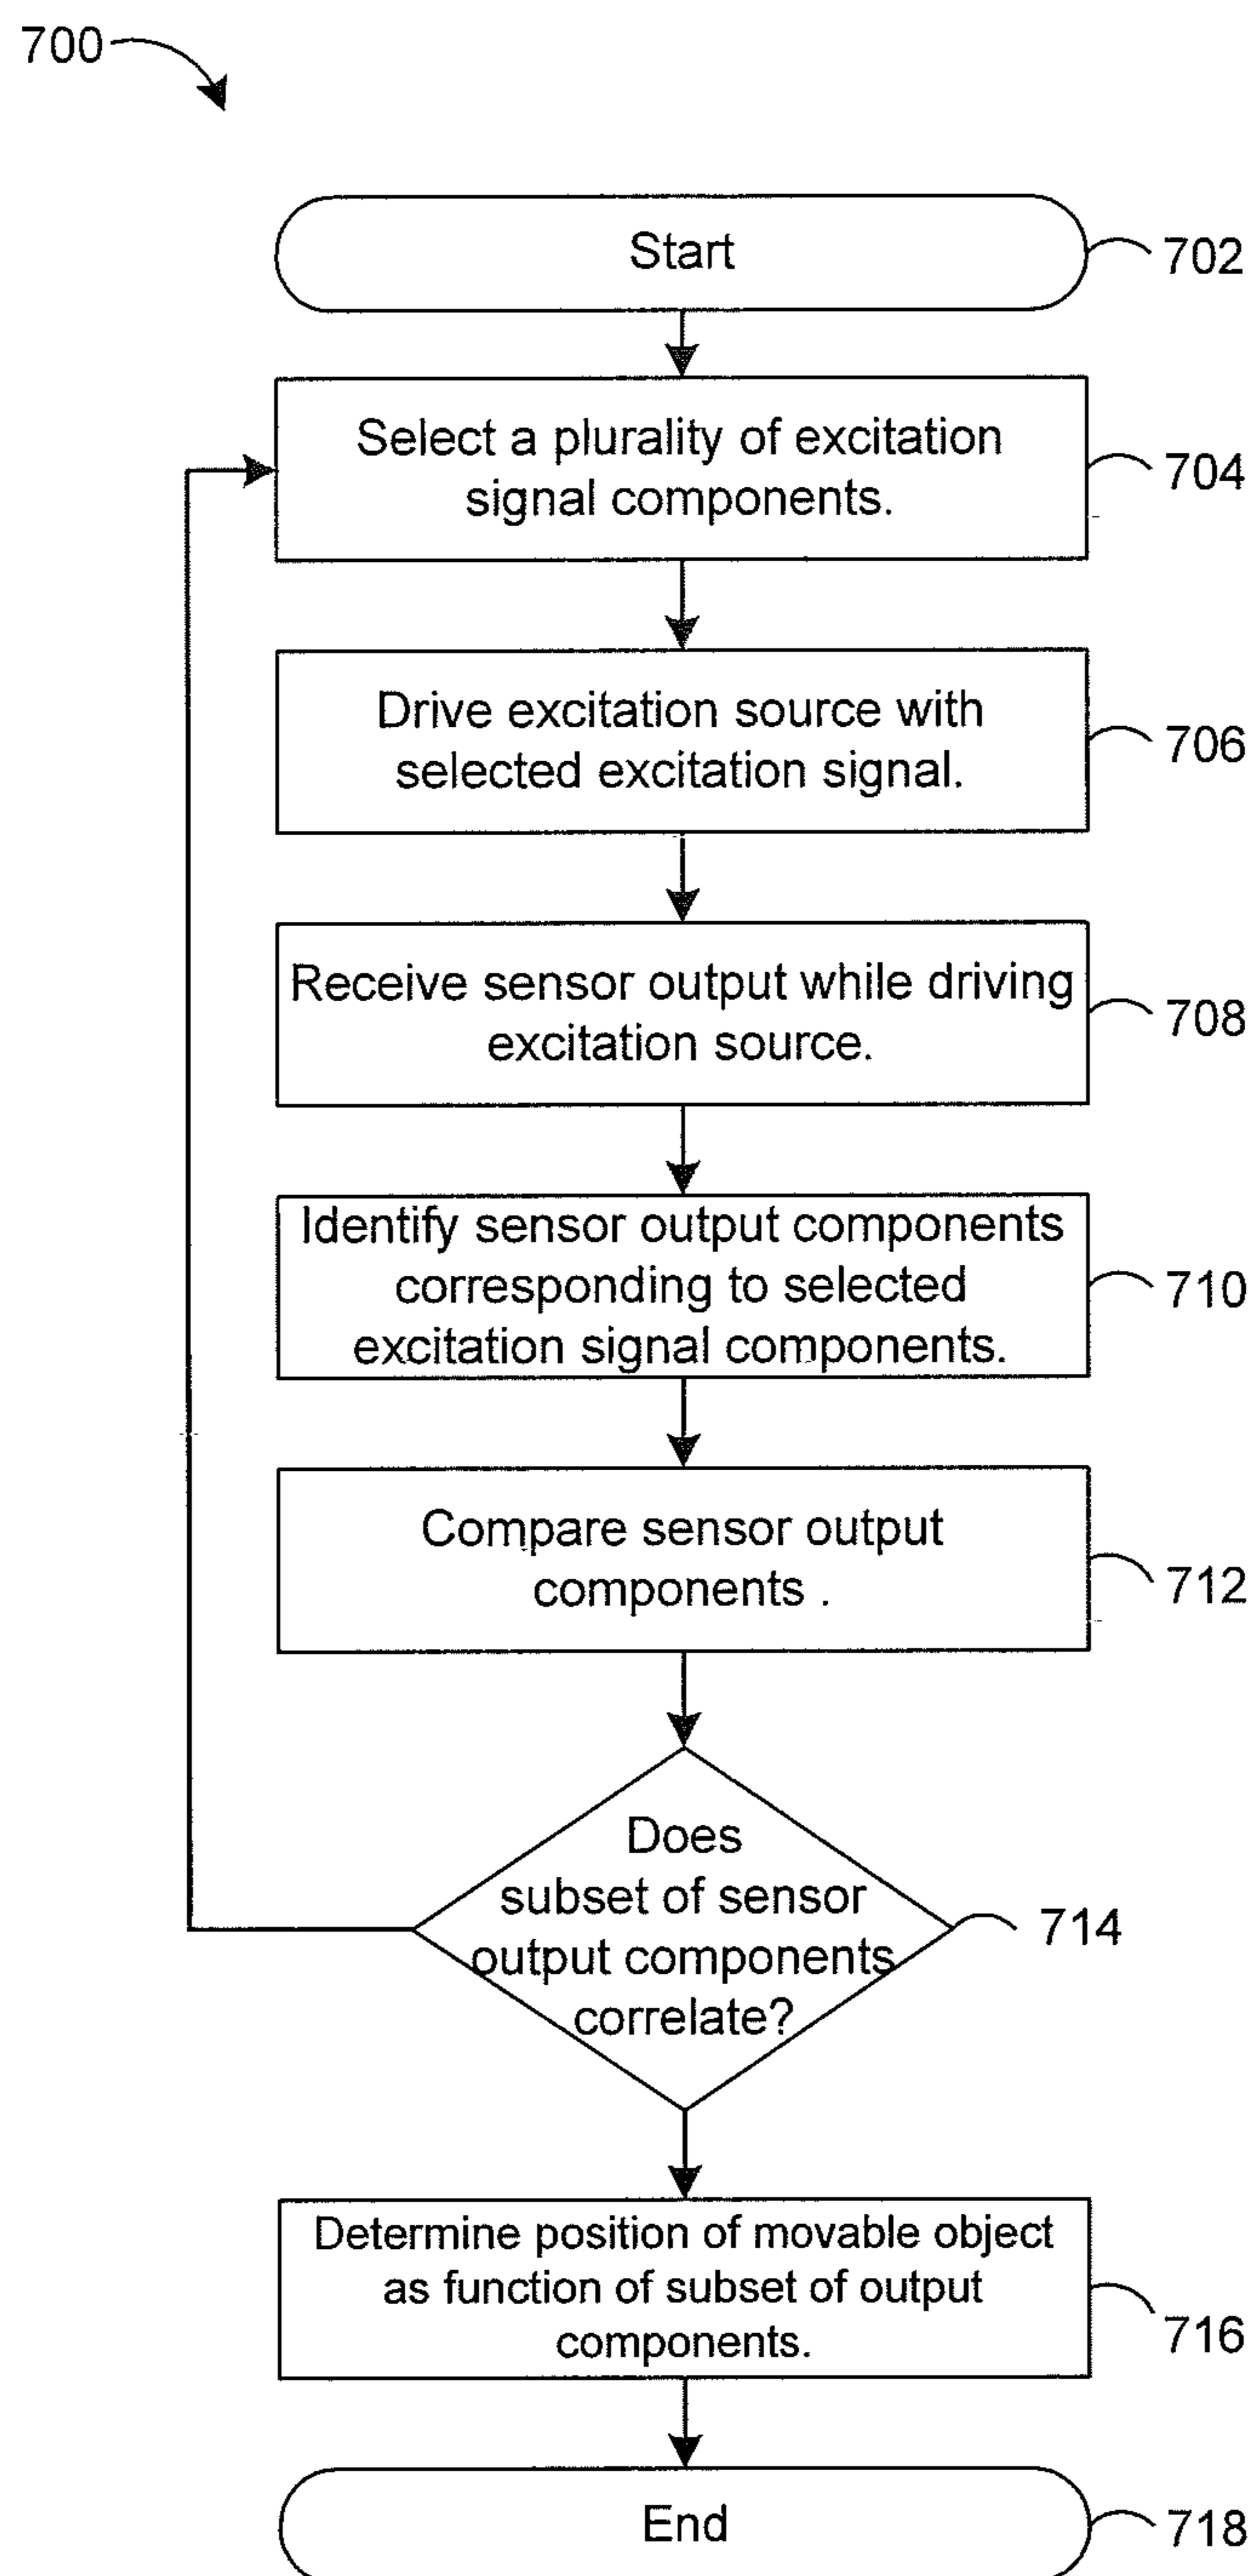 700
Start
702
Select a plurality of excitation
signal components.
704
Drive excitation source with
selected excitation signal.
706
Receive sensor output while driving
excitation source.
708
Identify sensor output components
corresponding to selected
excitation signal components.
710
Compare sensor output
components .
712
Does
subset of sensor
output components
correlate?
714
Determine position of movable object
as function of subset of output
components.
716
End
718